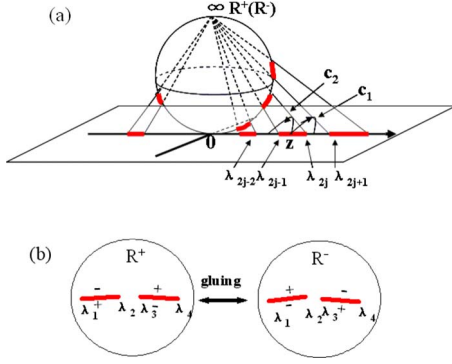 (a)
∞ R⁺(R⁻)
c₂
c₁
0 z
λ₂ⱼ₋₂ λ₂ⱼ₋₁ λ₂ⱼ λ₂ⱼ₊₁
(b)
R⁺ R⁻
gluing
- + + -
λ₁ + λ₂ λ₃ - λ₄ λ₁ - λ₂ λ₃ + λ₄